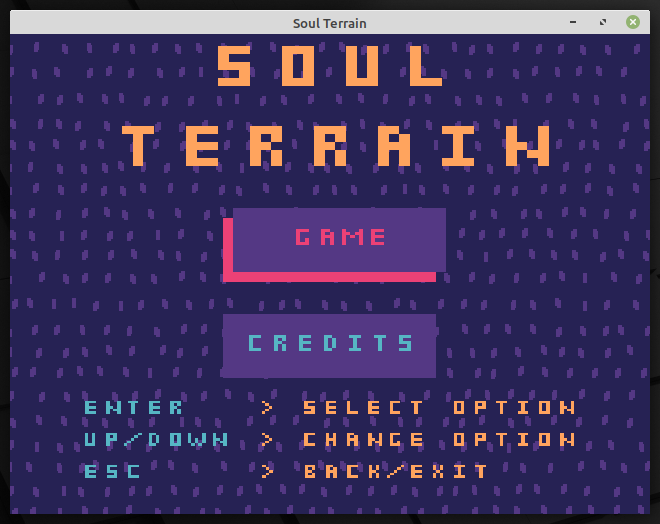 Soul Terrain
SOUL
TERRAIN
GAME
CREDITS
ENTER > SELECT OPTION
UP/DOWN > CHANGE OPTION
ESC > BACK/EXIT